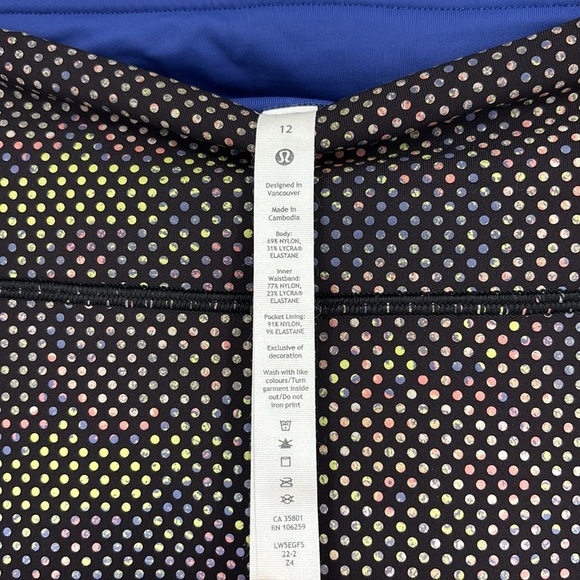 12
Designed in
Vancouver
Made in
Cambodia
Body:
69% NYLON,
31% LYCRA®
ELASTANE
Inner
Waistband:
77% NYLON,
23% LYCRA®
ELASTANE
Pocket Lining:
91% NYLON,
9% ELASTANE
Exclusive of
decoration
Wash with like
colours/Turn
garment inside
out/Do not
iron print
CA 35801
RN 106259
LW5EGFS
22-2
Z4